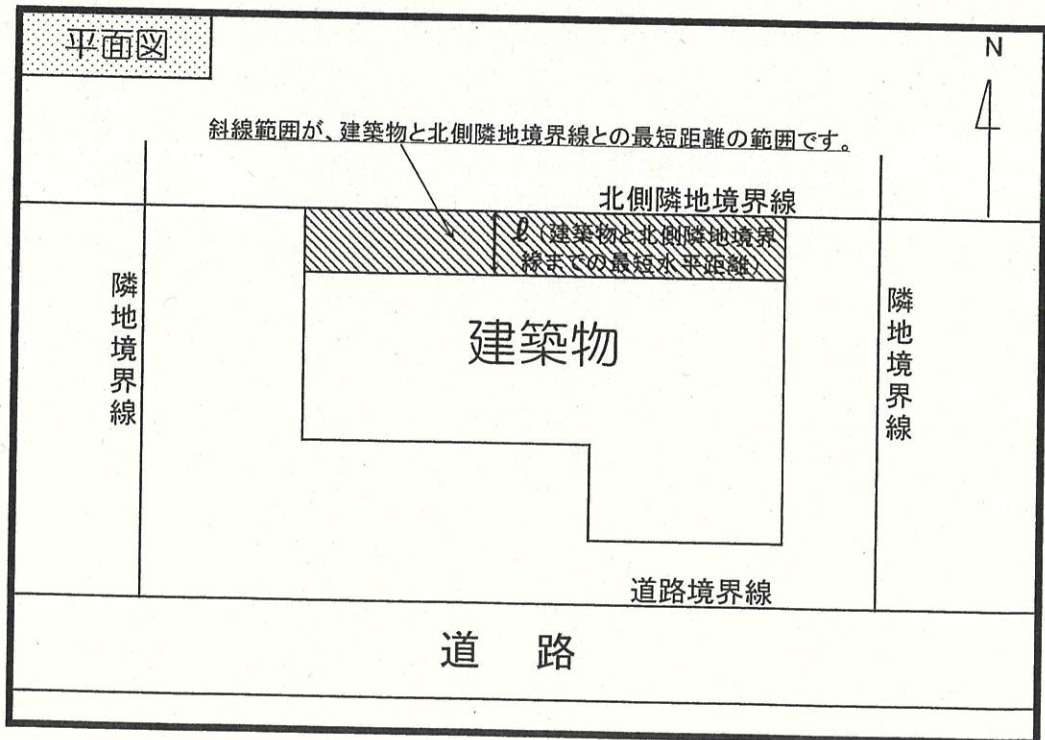 平面図
N
斜線範囲が、建築物と北側隣地境界線との最短距離の範囲です。
北側隣地境界線
ℓ(建築物と北側隣地境界
線までの最短水平距離)
隣地境界線
建築物
隣地境界線
道路境界線
道 路